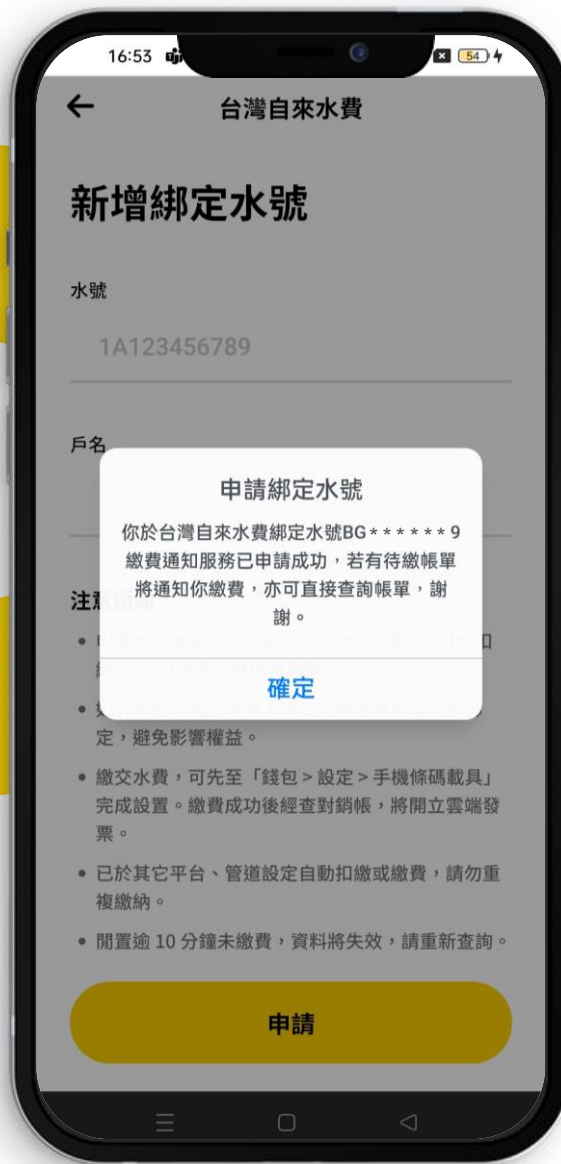 16:53
54
台灣自來水費
新增綁定水號
水號
1A123456789
戶名
申請綁定水號
你於台灣自來水費綁定水號BG******9
繳費通知服務已申請成功，若有待繳帳單
將通知你繳費，亦可直接查詢帳單，謝
謝。
確定
注意
定，避免影響權益。
繳交水費，可先至「錢包 > 設定 > 手機條碼載具」
完成設置。繳費成功後經查對銷帳，將開立雲端發
票。
已於其它平台、管道設定自動扣繳或繳費，請勿重
複繳納。
閒置逾 10 分鐘未繳費，資料將失效，請重新查詢。
申請